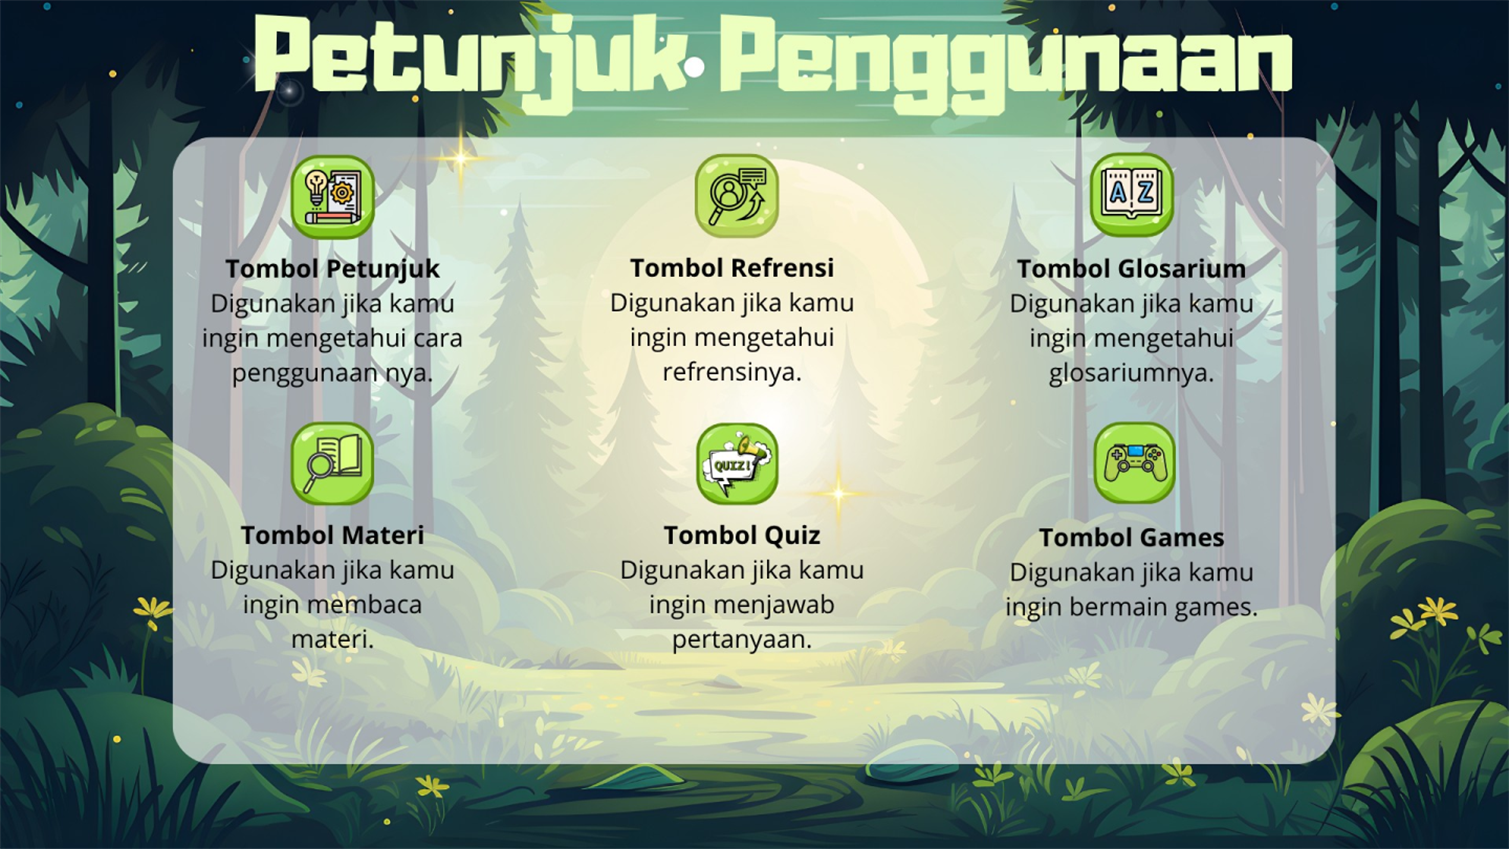 Petunjuk Penggunaan
A Z
Tombol Petunjuk
Digunakan jika kamu
ingin mengetahui cara
penggunaan nya.
Tombol Refrensi
Digunakan jika kamu
ingin mengetahui
refrensinya.
Tombol Glosarium
Digunakan jika kamu
ingin mengetahui
glosariumnya.
QUIZ!
Tombol Materi
Digunakan jika kamu
ingin membaca
materi.
Tombol Quiz
Digunakan jika kamu
ingin menjawab
pertanyaan.
Tombol Games
Digunakan jika kamu
ingin bermain games.